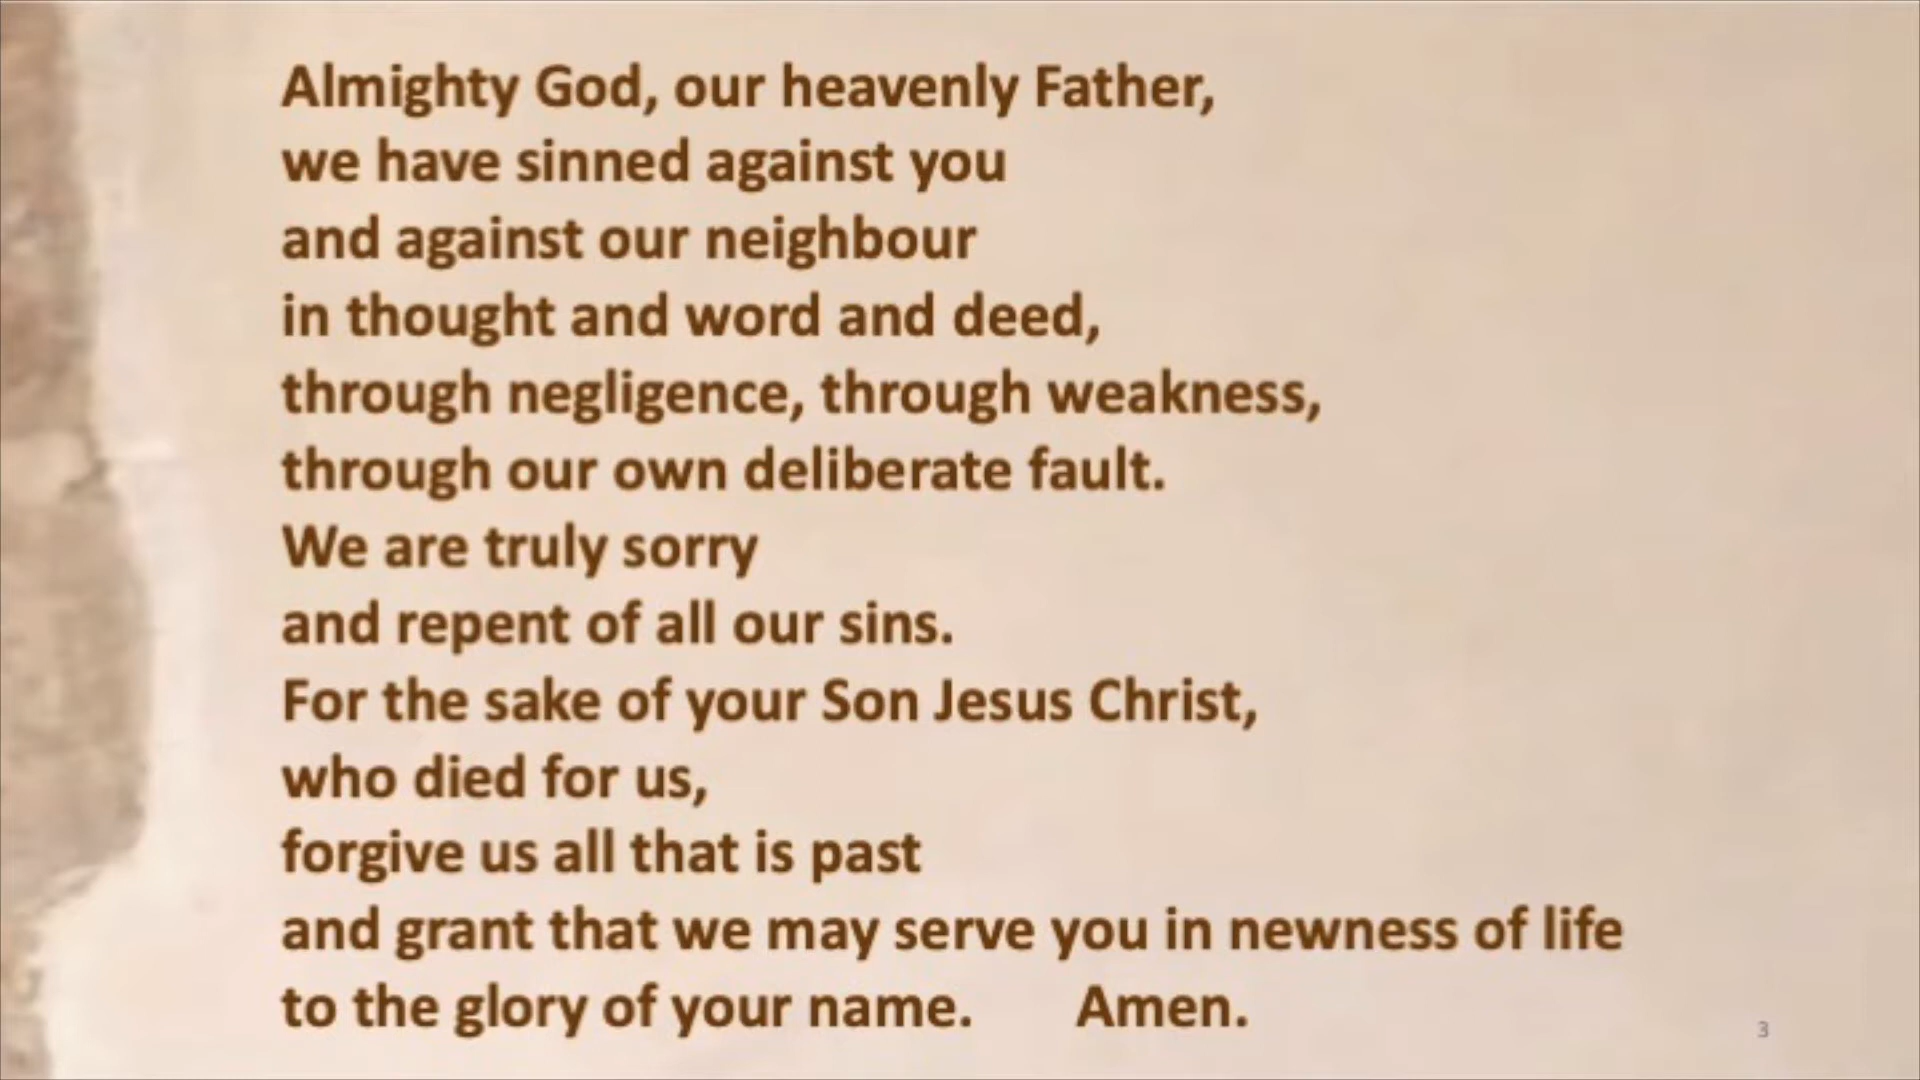 Almighty God, our heavenly Father,
we have sinned against you
and against our neighbour
in thought and word and deed,
through negligence, through weakness,
through our own deliberate fault.
We are truly sorry
and repent of all our sins.
For the sake of your Son Jesus Christ,
who died for us,
forgive us all that is past
and grant that we may serve you in newness of life
to the glory of your name. Amen.
3